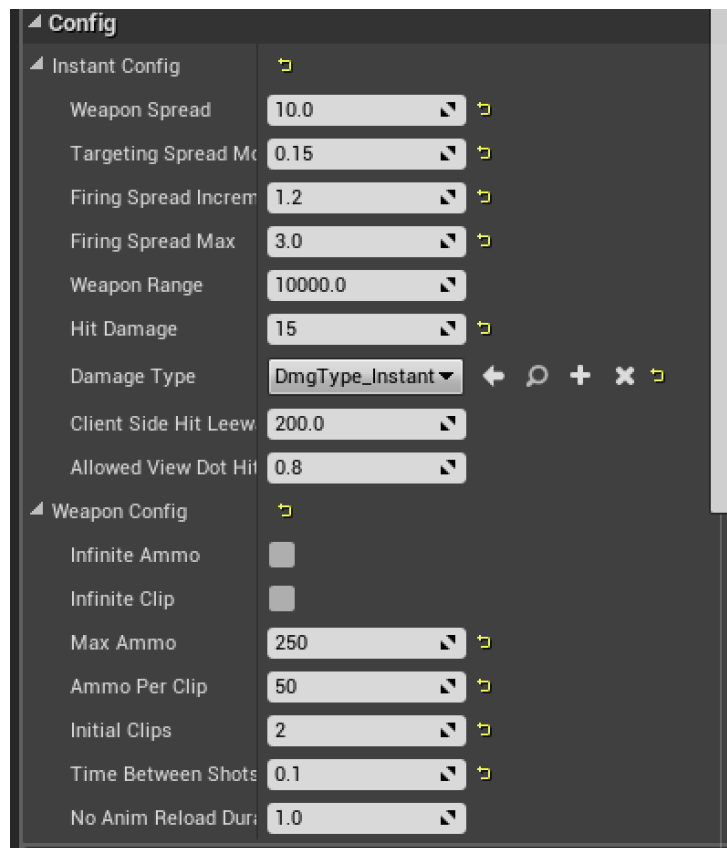 Config
Instant Config
Weapon Spread 10.0
Targeting Spread Mo 0.15
Firing Spread Increm 1.2
Firing Spread Max 3.0
Weapon Range 10000.0
Hit Damage 15
Damage Type DmgType_Instant
Client Side Hit Leew 200.0
Allowed View Dot Hit 0.8
Weapon Config
Infinite Ammo
Infinite Clip
Max Ammo 250
Ammo Per Clip 50
Initial Clips 2
Time Between Shots 0.1
No Anim Reload Dura 1.0